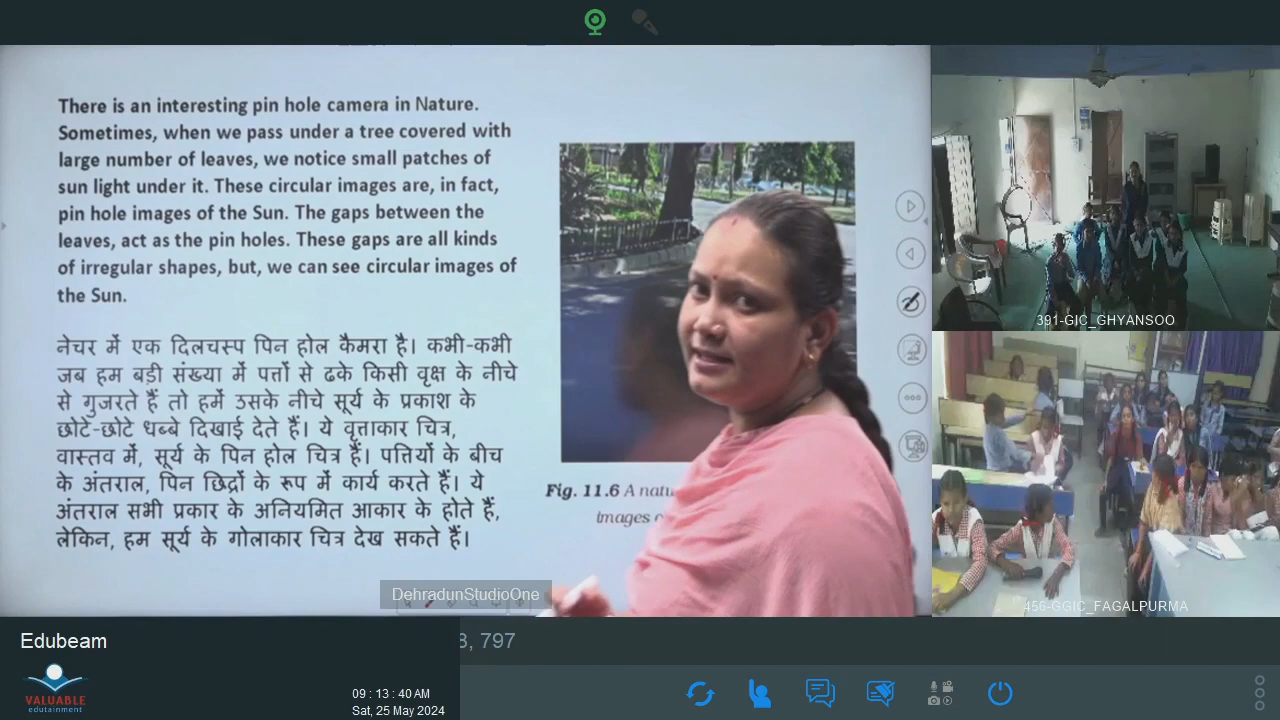 There is an interesting pin hole camera in Nature.
Sometimes, when we pass under a tree covered with
large number of leaves, we notice small patches of
sun light under it. These circular images are, in fact,
pin hole images of the Sun. The gaps between the
leaves, act as the pin holes. These gaps are all kinds
of irregular shapes, but, we can see circular images of
the Sun.
नेचर में एक दिलचस्प पिन होल कैमरा है। कभी-कभी
जब हम बड़ी संख्या में पत्तों से ढके किसी वृक्ष के नीचे
से गुजरते हैं तो हमें उसके नीचे सूर्य के प्रकाश के
छोटे-छोटे धब्बे दिखाई देते हैं। ये वृत्ताकार चित्र,
वास्तव में, सूर्य के पिन होल चित्र हैं। पत्तियों के बीच
के अंतराल, पिन छिद्रों के रूप में कार्य करते हैं। ये
अंतराल सभी प्रकार के अनियमित आकार के होते हैं,
लेकिन, हम सूर्य के गोलाकार चित्र देख सकते हैं।
Fig. 11.6 A
images
DehradunStudioOne
391-GIC_GHYANSOO
456-GGIC_FAGALPURMA
Edubeam
8, 797
VALUABLE
edutainment
09 : 13 : 40 AM
Sat, 25 May 2024